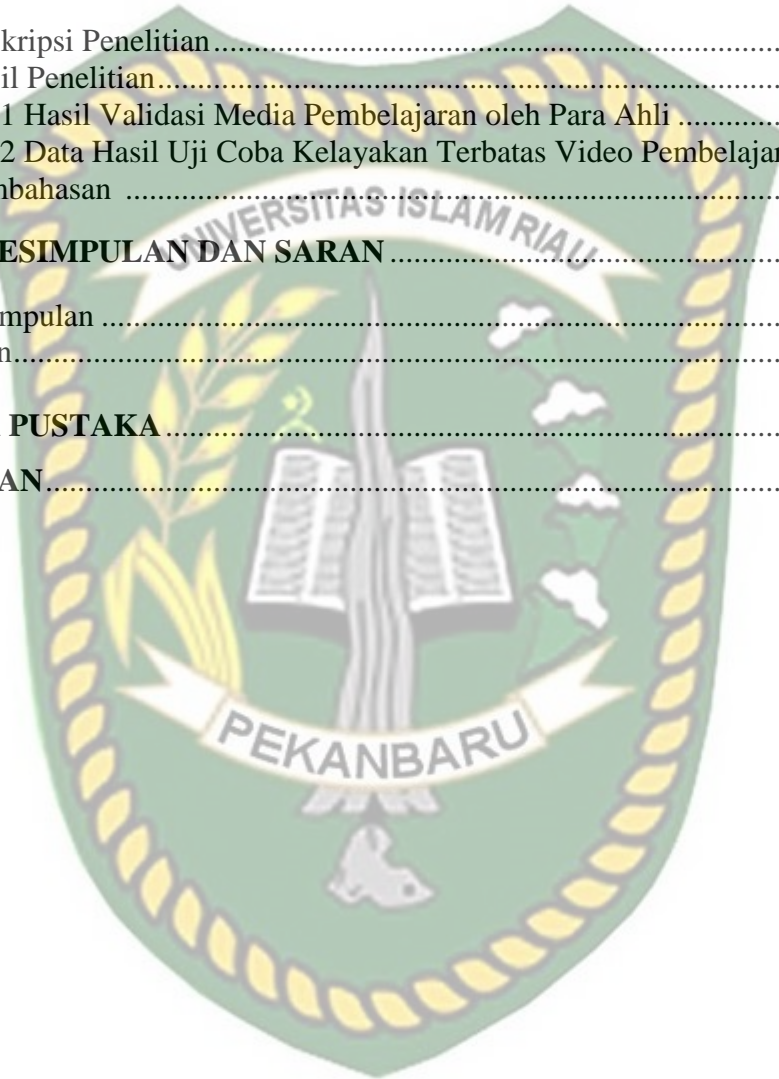 kripsi Penelitian................................................................
il Penelitian................................................................
1 Hasil Validasi Media Pembelajaran oleh Para Ahli ................
2 Data Hasil Uji Coba Kelayakan Terbatas Video Pembelajar
nbahasan ................................................................
UNIVERSITAS ISLAM RIAU
ESIMPULAN DAN SARAN................................................
mpulan ................................................................
n................................................................
PUSTAKA................................................................
AN................................................................
PEKANBARU